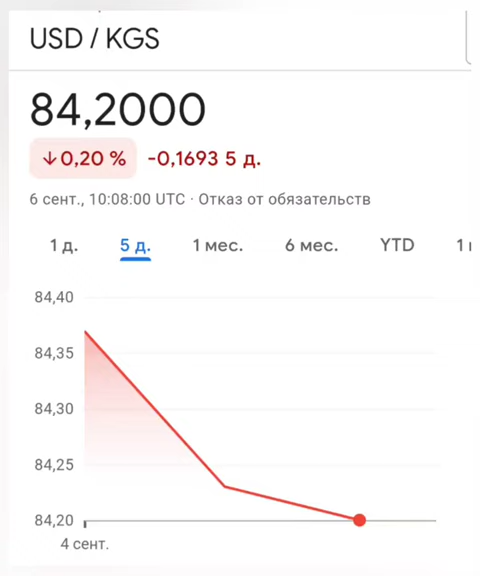 USD / KGS
84,2000
↓0,20 % -0,1693 5 д.
6 сент., 10:08:00 UTC · Отказ от обязательств
1 д. 5 д. 1 мес. 6 мес. YTD
84,40
84,35
84,30
84,25
84,20
4 сент.